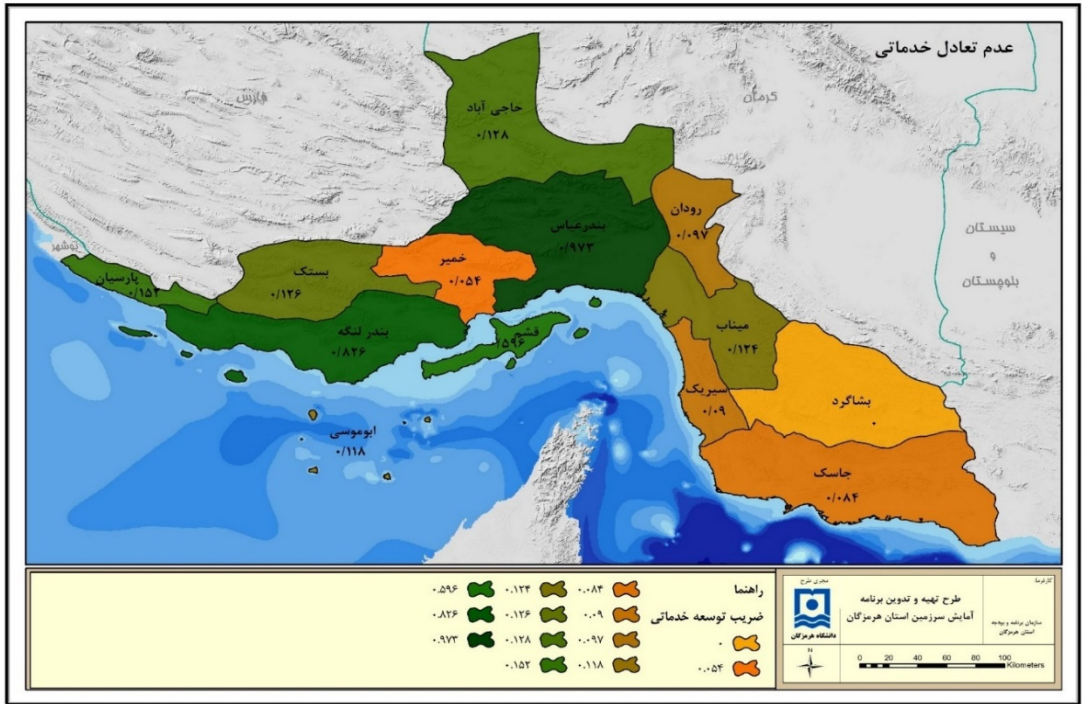 عدم تعادل خدماتی
فارس
کرمان
سیستان
و
بلوچستان
بوشهر
حاجی آباد
۰/۱۲۸
بندرعباس
۰/۹۷۳
رودان
۰/۰۹۷
خمیر
۰/۰۵۴
بستک
۰/۱۲۶
پارسیان
۰/۱۵۲
بندر لنگه
۰/۸۲۶
قشم
۰/۵۹۶
میناب
۰/۱۲۴
سیریک
۰/۰۹
بشاگرد
۰
جاسک
۰/۰۸۴
ابوموسی
۰/۱۱۸
راهنما
ضریب توسعه خدماتی
۰
۰.۰۵۴
۰.۰۸۴
۰.۰۹
۰.۰۹۷
۰.۱۱۸
۰.۱۲۴
۰.۱۲۶
۰.۱۲۸
۰.۱۵۲
۰.۵۹۶
۰.۸۲۶
۰.۹۷۳
کارفرما
سازمان برنامه و بودجه
استان هرمزگان
طرح تهیه و تدوین برنامه
آمایش سرزمین استان هرمزگان
مجری طرح
دانشگاه هرمزگان
N
0 20 40 60 80 100
Kilometers